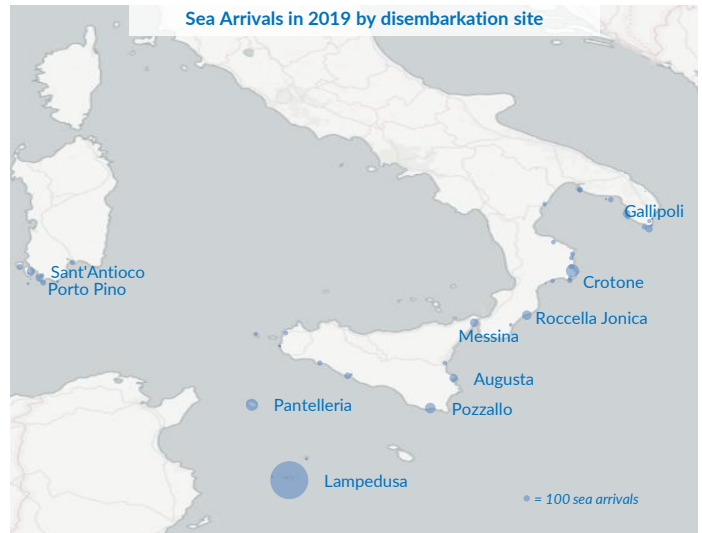 Sea Arrivals in 2019 by disembarkation site
Gallipoli
Sant'Antioco
Porto Pino
Crotone
Roccella Jonica
Messina
Augusta
Pantelleria
Pozzallo
Lampedusa
= 100 sea arrivals